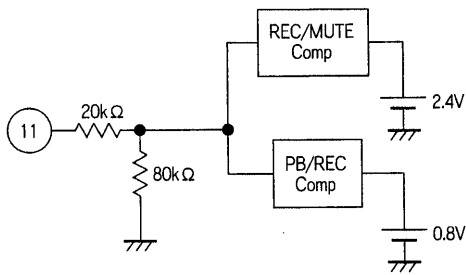 REC/MUTE
Comp
20kΩ
2.4V
11
80kΩ
PB/REC
Comp
0.8V